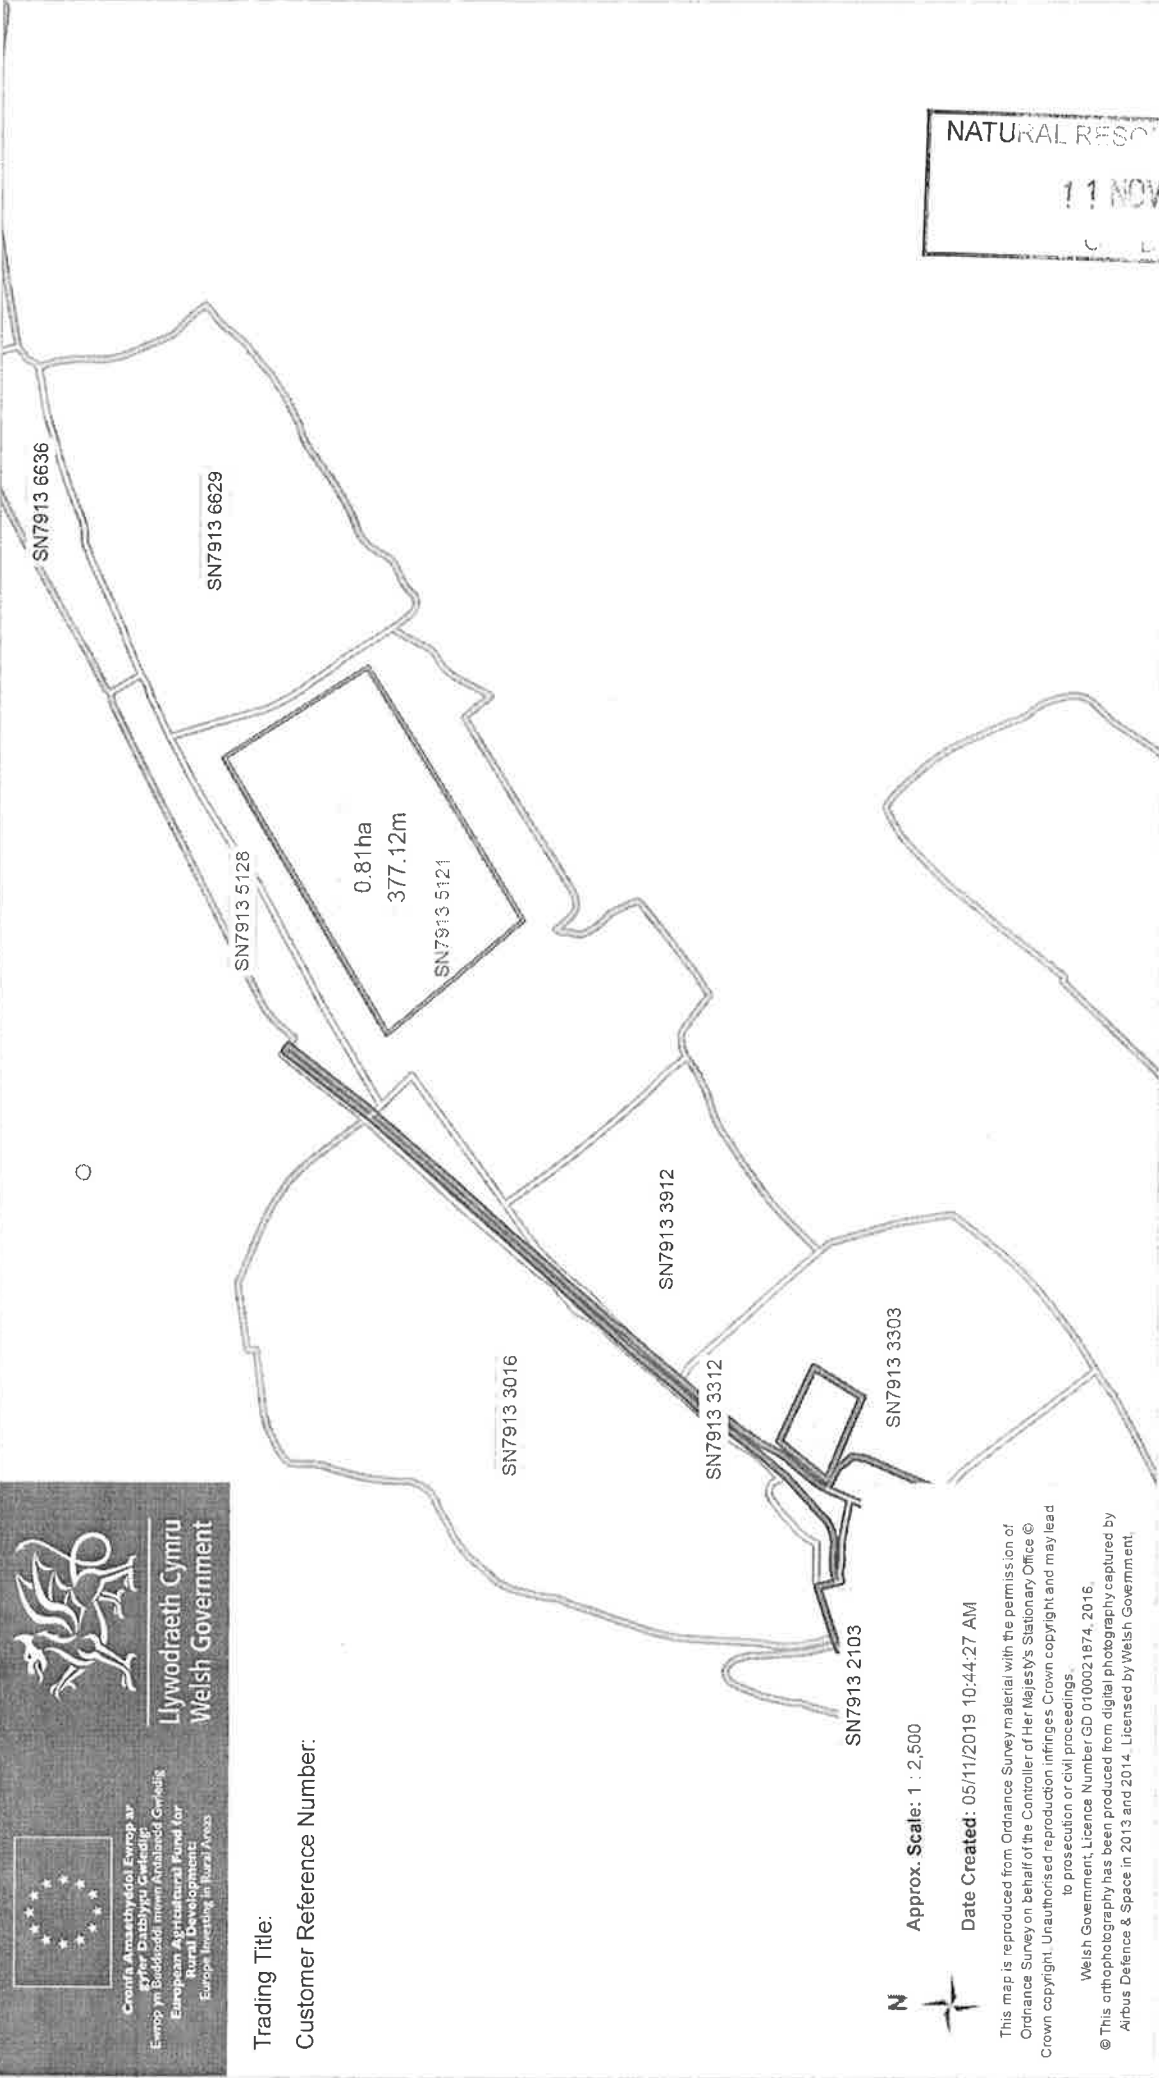 Cronfa Amaethyddol Ewrop ar
gyfer Datblygu Gwledig:
Ewrop yn Buddsoddi mewn Ardaloedd Gwledig
European Agricultural Fund for
Rural Development:
Europe Investing in Rural Areas
Llywodraeth Cymru
Welsh Government
Trading Title:
Customer Reference Number:
SN7913 6636
SN7913 6629
SN7913 5128
0.81ha
377.12m
SN7913 5121
SN7913 3016
SN7913 3912
SN7913 3312
SN7913 3303
SN7913 2103
N
Approx. Scale: 1 : 2,500
Date Created: 05/11/2019 10:44:27 AM
This map is reproduced from Ordnance Survey material with the permission of
Ordnance Survey on behalf of the Controller of Her Majesty's Stationary Office ©
Crown copyright. Unauthorised reproduction infringes Crown copyright and may lead
to prosecution or civil proceedings.
Welsh Government, Licence Number GD 0100021874, 2016.
© This orthophotography has been produced from digital photography captured by
Airbus Defence & Space in 2013 and 2014. Licensed by Welsh Government.
NATURAL RESO
11 NOV